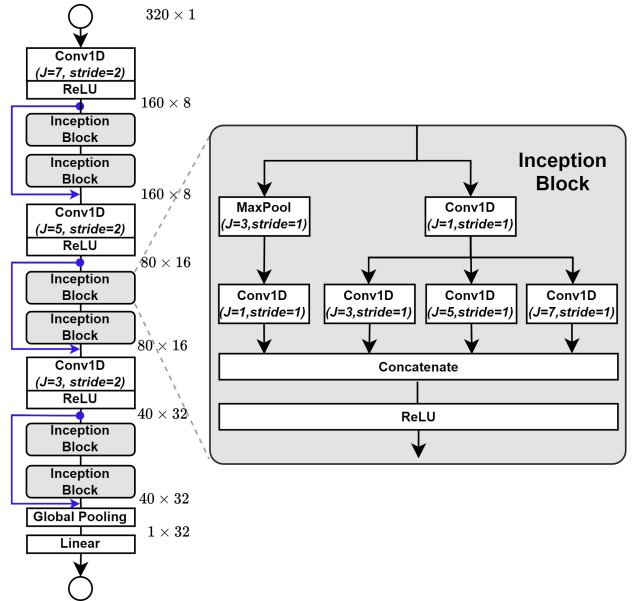 320 × 1
Conv1D
(J=7, stride=2)
ReLU
160 × 8
Inception
Block
Inception
Block
160 × 8
Conv1D
(J=5, stride=2)
ReLU
80 × 16
Inception
Block
Inception
Block
80 × 16
Conv1D
(J=3, stride=2)
ReLU
40 × 32
Inception
Block
Inception
Block
40 × 32
Global Pooling
1 × 32
Linear
Inception
Block
MaxPool
(J=3,stride=1)
Conv1D
(J=1,stride=1)
Conv1D
(J=1,stride=1)
Conv1D
(J=3,stride=1)
Conv1D
(J=5,stride=1)
Conv1D
(J=7,stride=1)
Concatenate
ReLU